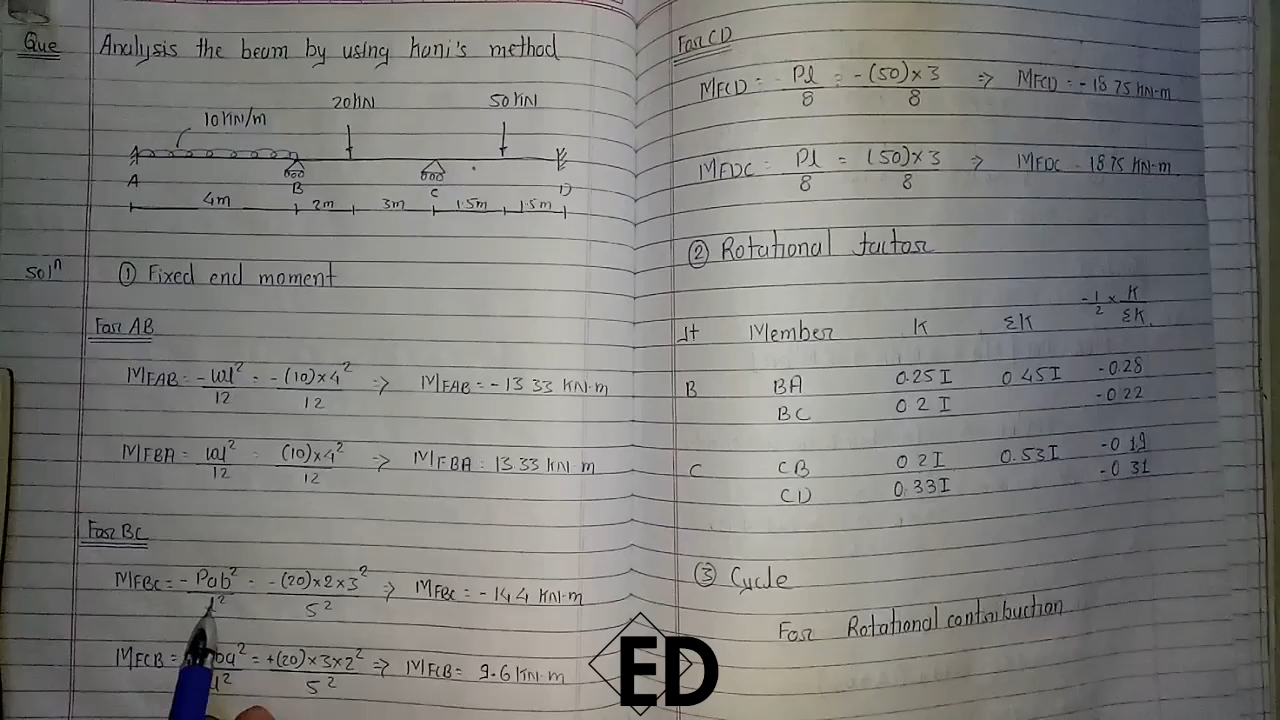 Que Analysis the beam by using kani's method
20KN 50KN
10KN/m
A B C D
4m 2m 3m 1.5m 1.5m
Solⁿ ① Fixed end moment
For AB
MFAB = -wl²/12 = -(10)×4²/12 ⇒ MFAB = -13.33 KN-m
MFBA = wl²/12 = (10)×4²/12 ⇒ MFBA = 13.33 KN-m
For BC
MFBC = -Pab²/l² = -(20)×2×3²/5² ⇒ MFBC = -14.4 KN-m
MFCB = ba²/l² = +(20)×3×2²/5² ⇒ MFCB = 9.6 KN-m
For CD
MFCD = -Pl/8 = -(50)×3/8 ⇒ MFCD = -18.75 KN-m
MFDC = Pl/8 = (50)×3/8 ⇒ MFDC = 18.75 KN-m
② Rotational factor
Jt Member K ΣK -1/2 × K/ΣK
B BA 0.25I 0.45I -0.28
BC 0.2I -0.22
C CB 0.2I 0.53I -0.19
CD 0.33I -0.31
③ Cycle
For Rotational contribuction
ED